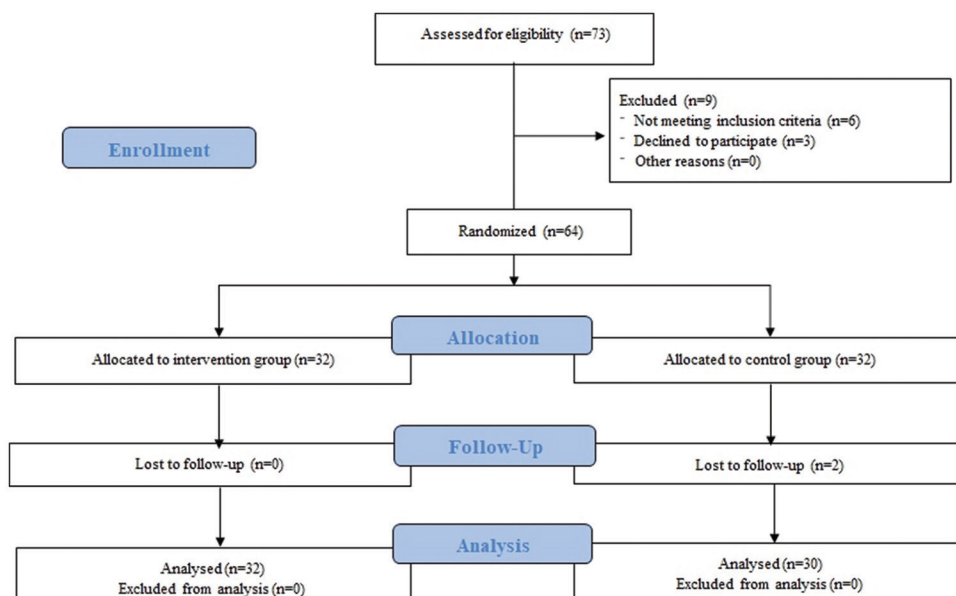 Assessed for eligibility (n=73)
Excluded (n=9)
- Not meeting inclusion criteria (n=6)
- Declined to participate (n=3)
- Other reasons (n=0)
Enrollment
Randomized (n=64)
Allocation
Allocated to intervention group (n=32)
Allocated to control group (n=32)
Follow-Up
Lost to follow-up (n=0)
Lost to follow-up (n=2)
Analysis
Analysed (n=32)
Excluded from analysis (n=0)
Analysed (n=30)
Excluded from analysis (n=0)